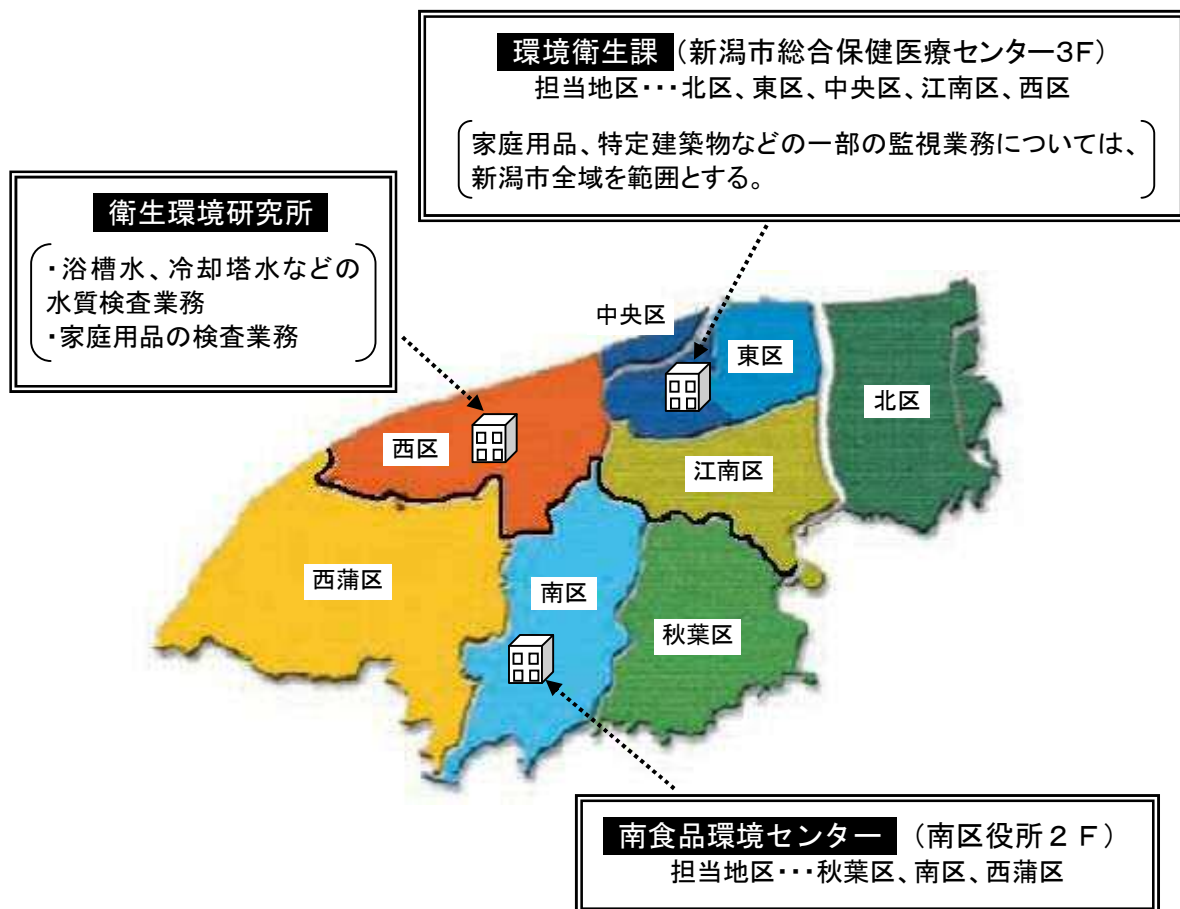 環境衛生課 (新潟市総合保健医療センター3F)
担当地区・・・北区、東区、中央区、江南区、西区
家庭用品、特定建築物などの一部の監視業務については、
新潟市全域を範囲とする。
衛生環境研究所
・浴槽水、冷却塔水などの
水質検査業務
・家庭用品の検査業務
中央区
東区
北区
西区
江南区
西蒲区
南区
秋葉区
南食品環境センター (南区役所2F)
担当地区・・・秋葉区、南区、西蒲区